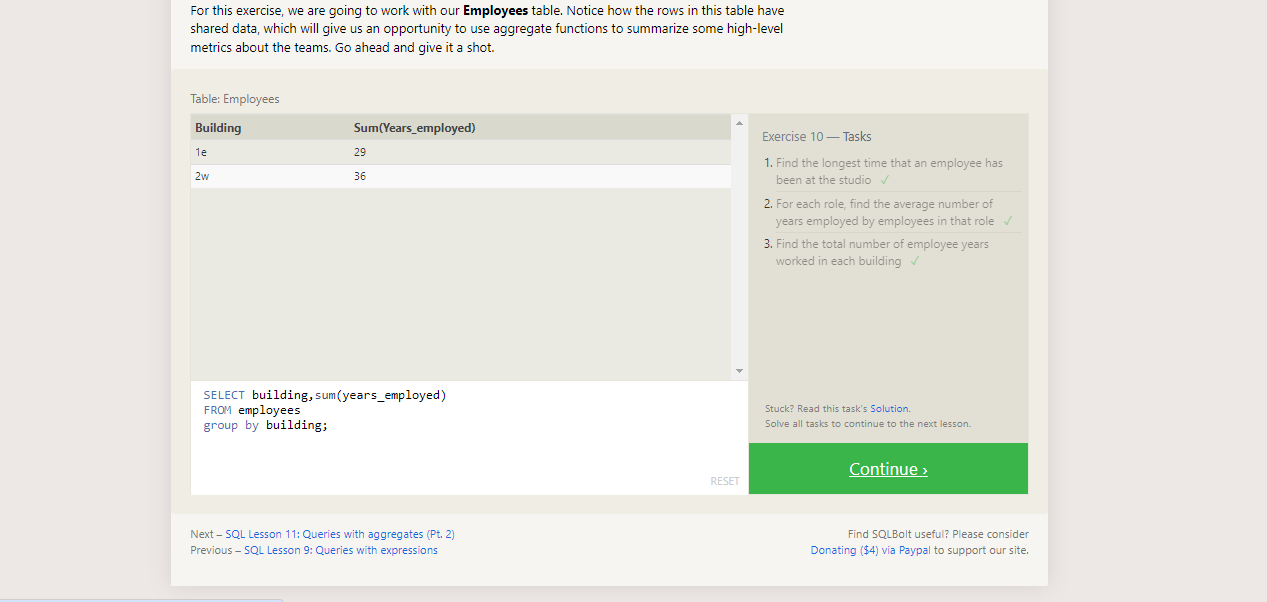 For this exercise, we are going to work with our Employees table. Notice how the rows in this table have
shared data, which will give us an opportunity to use aggregate functions to summarize some high-level
metrics about the teams. Go ahead and give it a shot.
Table: Employees
Building Sum(Years_employed)
1e 29
2w 36
SELECT building,sum(years_employed)
FROM employees
group by building;
RESET
Exercise 10 — Tasks
1. Find the longest time that an employee has
been at the studio ✓
2. For each role, find the average number of
years employed by employees in that role ✓
3. Find the total number of employee years
worked in each building ✓
Stuck? Read this task's Solution.
Solve all tasks to continue to the next lesson.
Continue ›
Next – SQL Lesson 11: Queries with aggregates (Pt. 2)
Previous – SQL Lesson 9: Queries with expressions
Find SQLBolt useful? Please consider
Donating ($4) via Paypal to support our site.